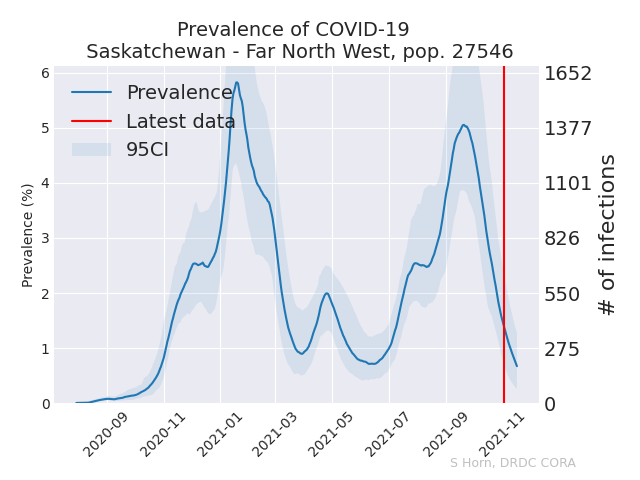 Prevalence of COVID-19
Saskatchewan - Far North West, pop. 27546
Prevalence
Latest data
95CI
Prevalence (%)
6
5
4
3
2
1
0
1652
1377
1101
826
550
275
0
# of infections
2020-09
2020-11
2021-01
2021-03
2021-05
2021-07
2021-09
2021-11
S Horn, DRDC CORA